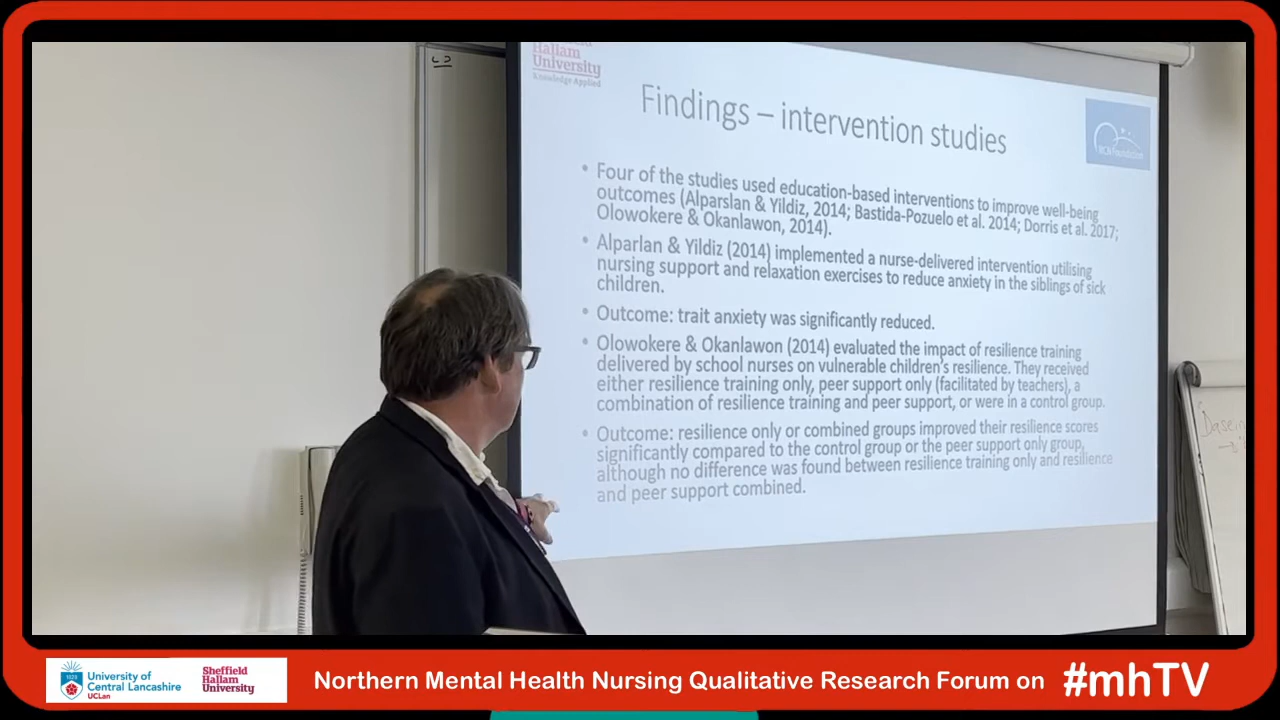 Hallam
University
Knowledge Applied
Findings – intervention studies
RCN Foundation
• Four of the studies used education-based interventions to improve well-being
outcomes (Alparslan & Yildiz, 2014; Bastida-Pozuelo et al. 2014; Dorris et al. 2017;
Olowokere & Okanlawon, 2014).
• Alparlan & Yildiz (2014) implemented a nurse-delivered intervention utilising
nursing support and relaxation exercises to reduce anxiety in the siblings of sick
children.
• Outcome: trait anxiety was significantly reduced.
• Olowokere & Okanlawon (2014) evaluated the impact of resilience training
delivered by school nurses on vulnerable children's resilience. They received
either resilience training only, peer support only (facilitated by teachers), a
combination of resilience training and peer support, or were in a control group.
• Outcome: resilience only or combined groups improved their resilience scores
significantly compared to the control group or the peer support only group,
although no difference was found between resilience training only and resilience
and peer support combined.
University of
Central Lancashire
UCLan
Sheffield
Hallam
University
Northern Mental Health Nursing Qualitative Research Forum on
#mhTV